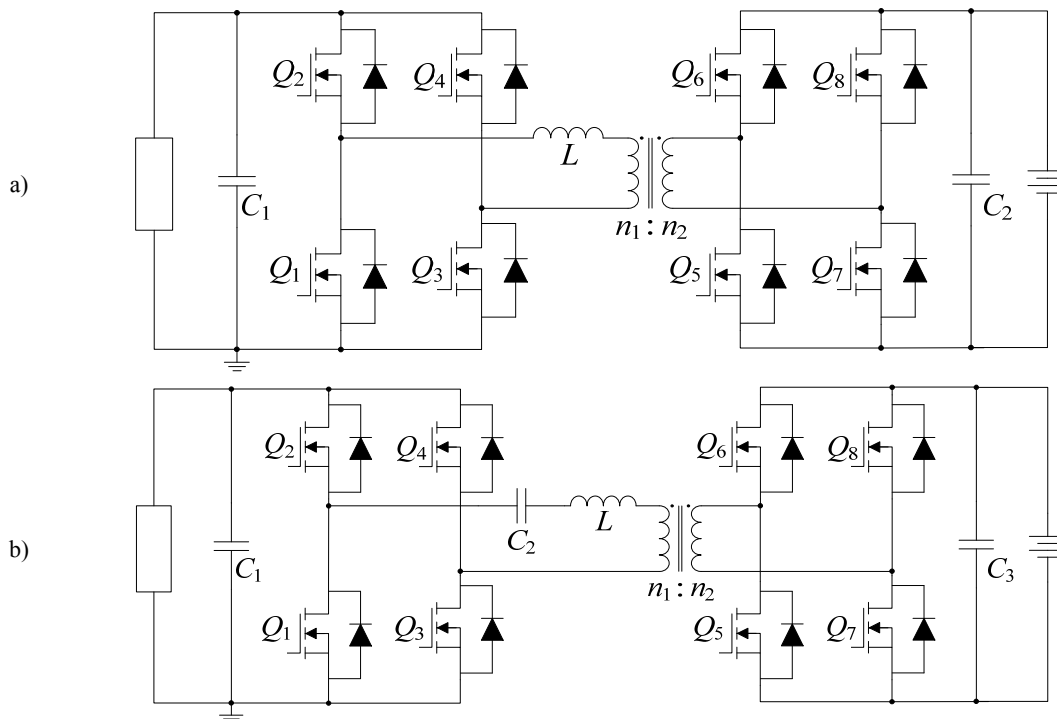 a)
Q2 Q4 Q6 Q8
C1 L C2
n1 : n2
Q1 Q3 Q5 Q7
b)
Q2 Q4 Q6 Q8
C1 C2 L C3
n1 : n2
Q1 Q3 Q5 Q7